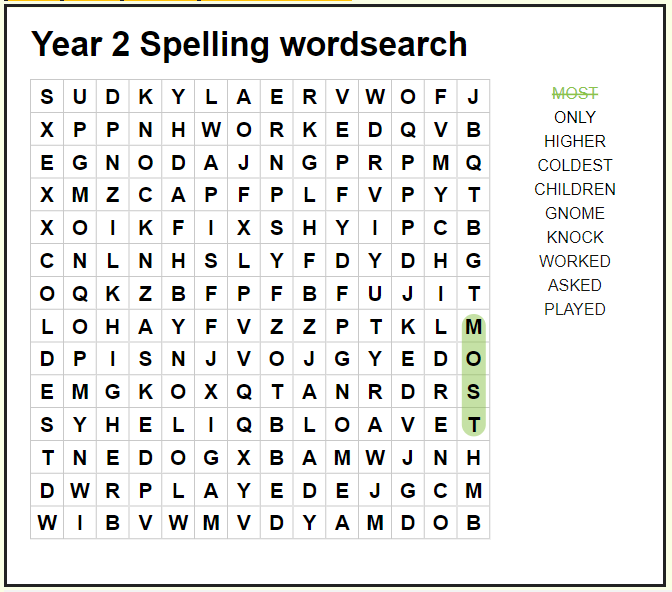 Year 2 Spelling wordsearch
S U D K Y L A E R V W O F J
X P P N H W O R K E D Q V B
E G N O D A J N G P R P M Q
X M Z C A P F P L F V P Y T
X O I K F I X S H Y I P C B
C N L N H S L Y F D Y D H G
O Q K Z B F P F B F U J I T
L O H A Y F V Z Z P T K L M
D P I S N J V O J G Y E D O
E M G K O X Q T A N R D R S
S Y H E L I Q B L O A V E T
T N E D O G X B A M W J N H
D W R P L A Y E D E J G C M
W I B V W M V D Y A M D O B
MOST
ONLY
HIGHER
COLDEST
CHILDREN
GNOME
KNOCK
WORKED
ASKED
PLAYED